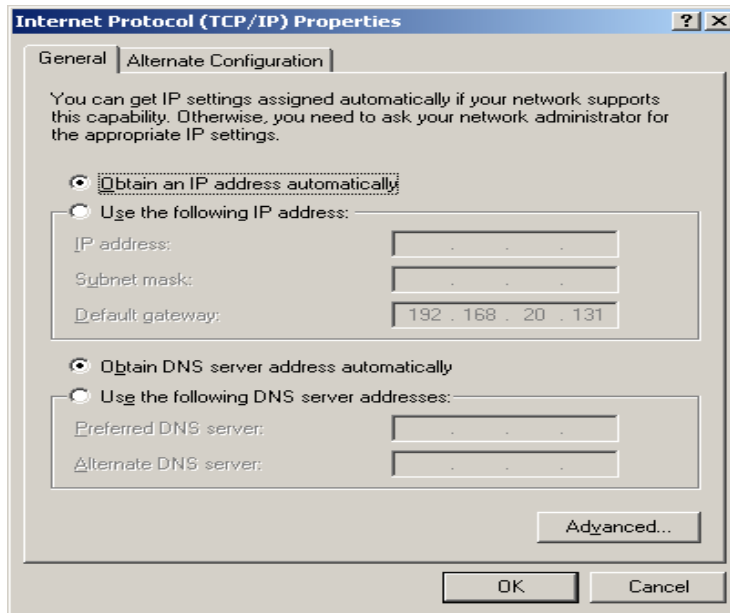 Internet Protocol (TCP/IP) Properties
General
Alternate Configuration
You can get IP settings assigned automatically if your network supports
this capability. Otherwise, you need to ask your network administrator for
the appropriate IP settings.
Obtain an IP address automatically
Use the following IP address:
IP address:
Subnet mask:
Default gateway: 192 . 168 . 20 . 131
Obtain DNS server address automatically
Use the following DNS server addresses:
Preferred DNS server:
Alternate DNS server:
Advanced...
OK Cancel